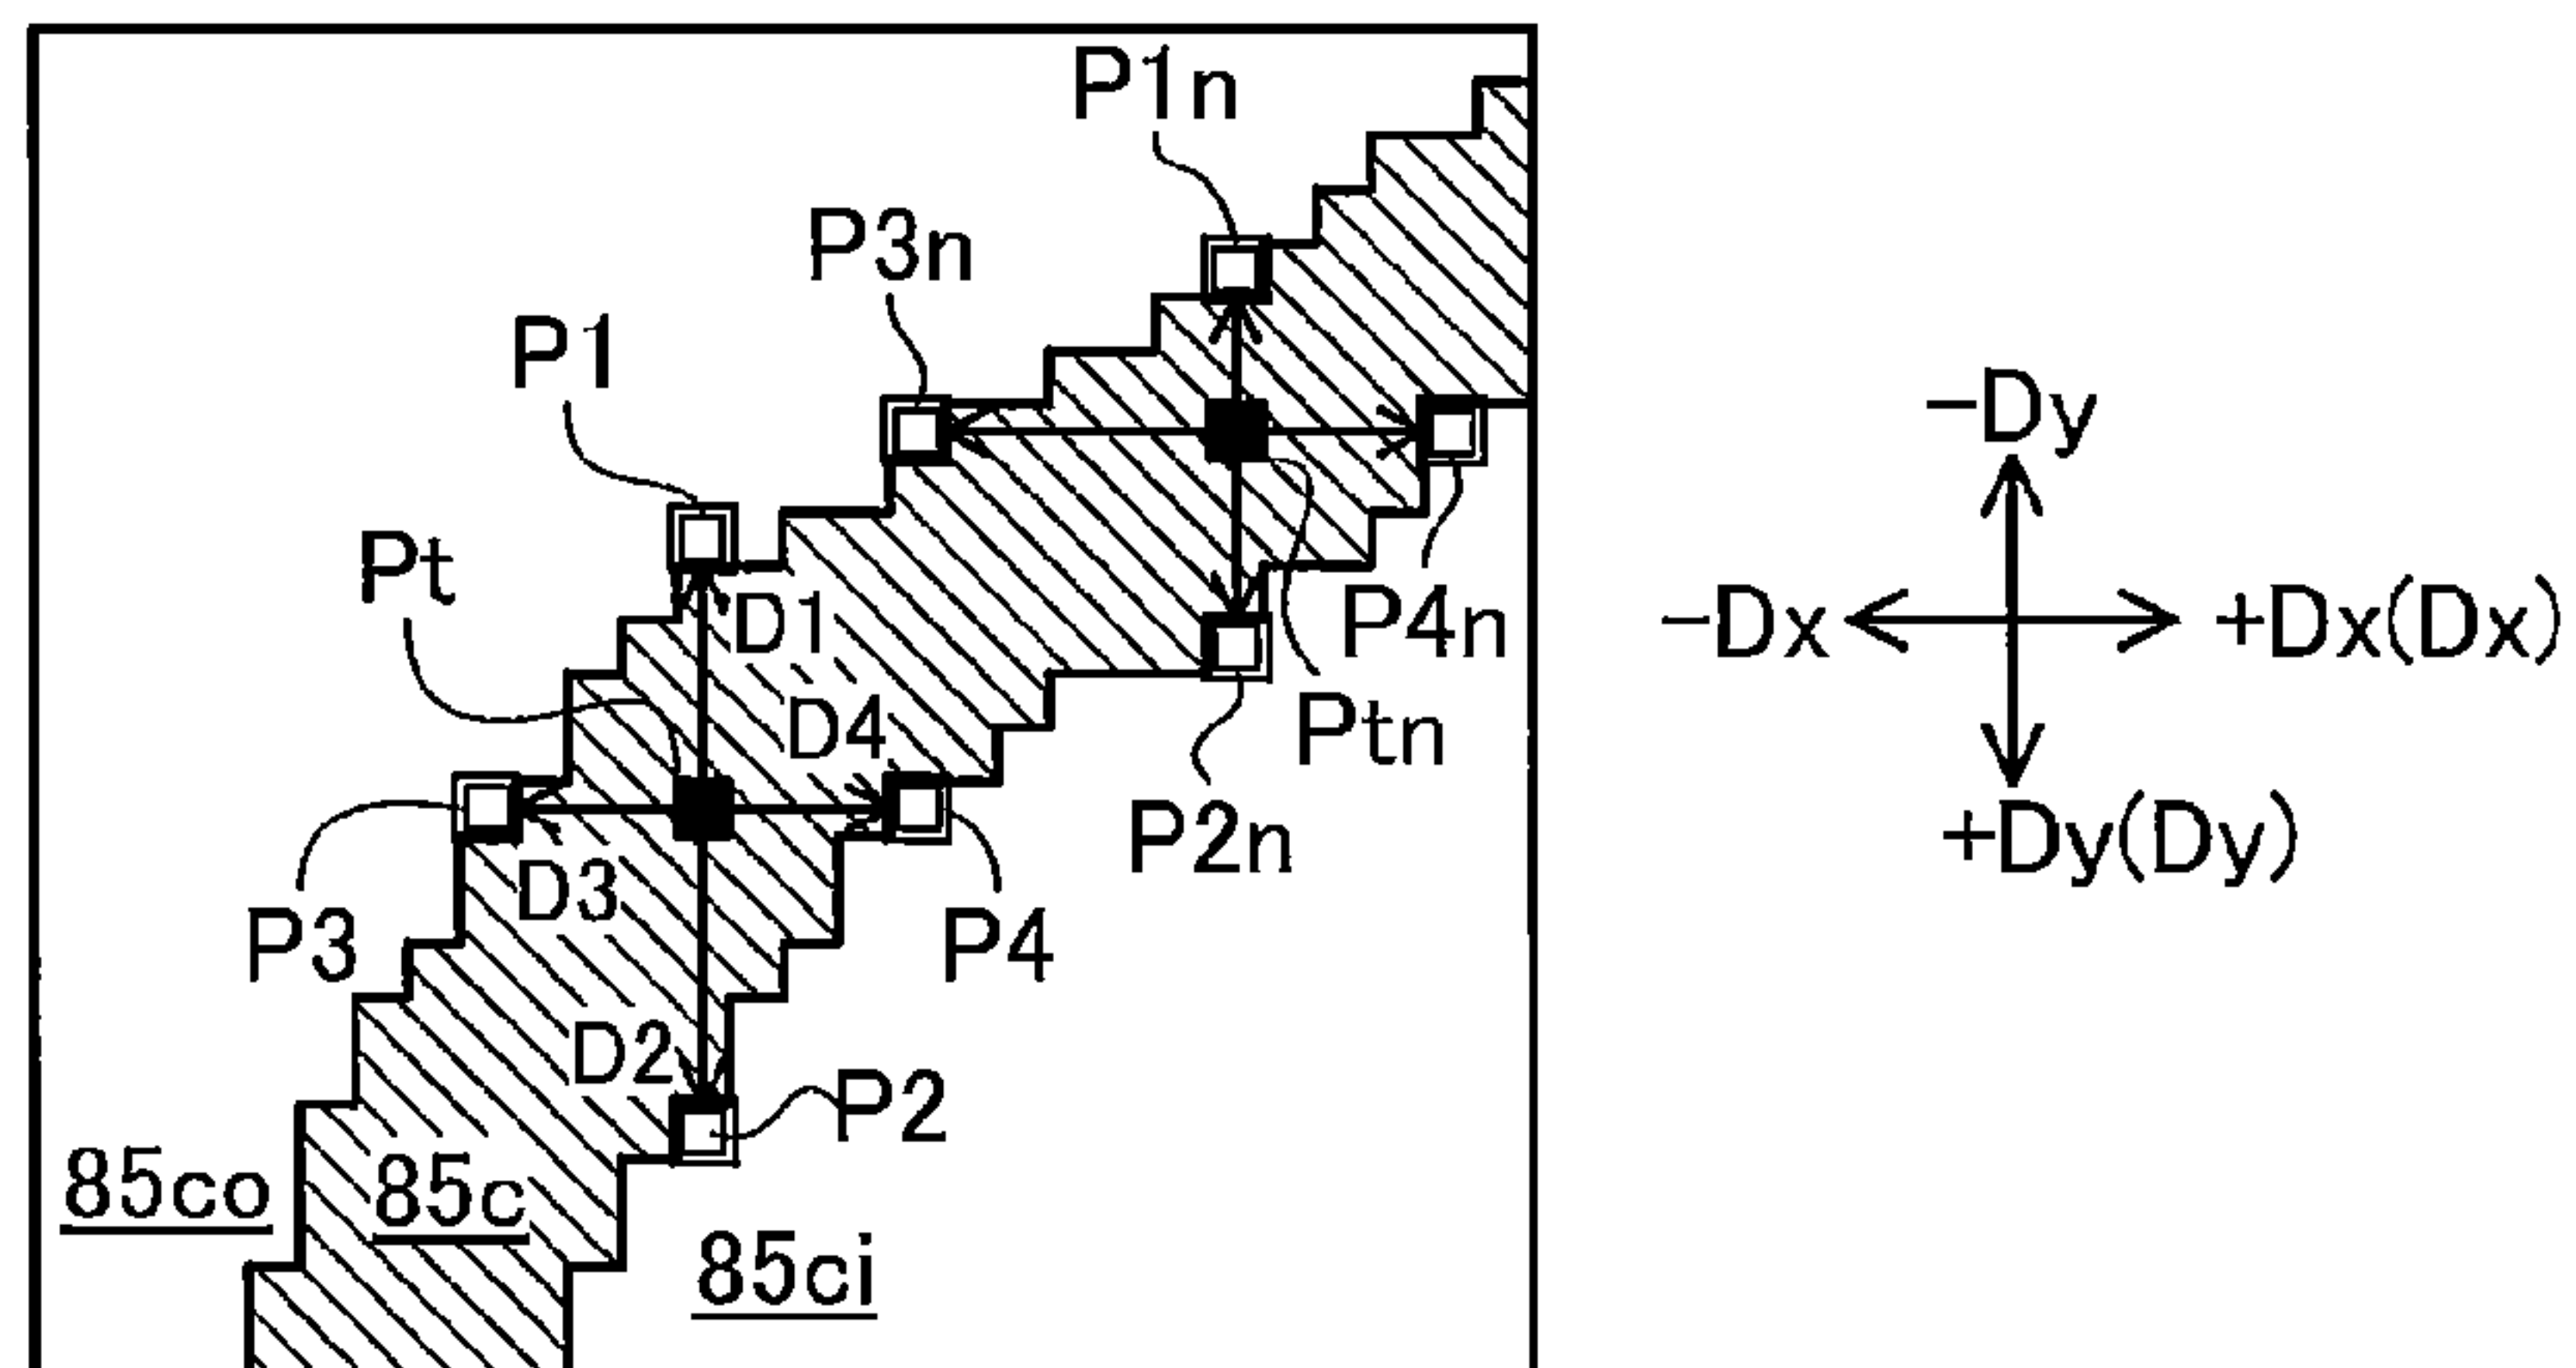 P1n
P3n
P1
Pt
D1
D4
P4n
Ptn
P2n
D3
P3
P4
D2
P2
85co
85c
85ci
−Dy
−Dx
+Dx(Dx)
+Dy(Dy)